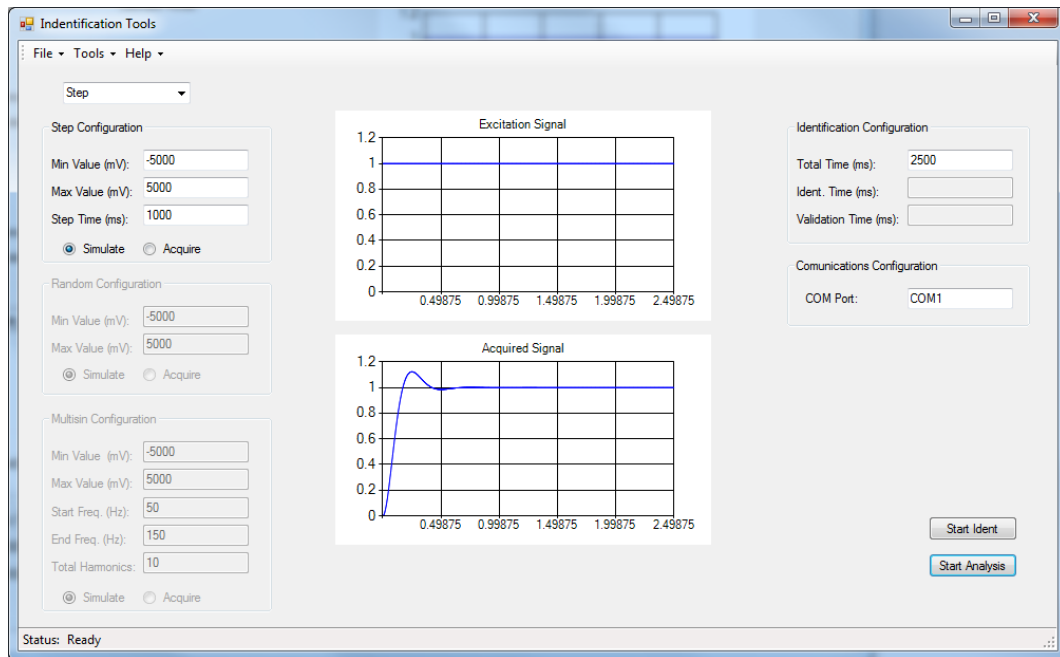 Indentification Tools
File Tools Help
Step
Step Configuration
Min Value (mV): -5000
Max Value (mV): 5000
Step Time (ms): 1000
Simulate Acquire
Random Configuration
Min Value (mV): -5000
Max Value (mV): 5000
Simulate Acquire
Multisin Configuration
Min Value (mV): -5000
Max Value (mV): 5000
Start Freq. (Hz): 50
End Freq. (Hz): 150
Total Harmonics: 10
Simulate Acquire
Excitation Signal
1.2
1
0.8
0.6
0.4
0.2
0
0.49875 0.99875 1.49875 1.99875 2.49875
Acquired Signal
1.2
1
0.8
0.6
0.4
0.2
0
0.49875 0.99875 1.49875 1.99875 2.49875
Identification Configuration
Total Time (ms): 2500
Ident. Time (ms):
Validation Time (ms):
Comunications Configuration
COM Port: COM1
Start Ident
Start Analysis
Status: Ready